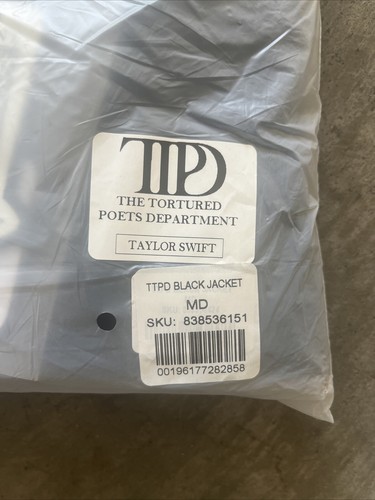 TTPD
THE TORTURED
POETS DEPARTMENT
TAYLOR SWIFT
TTPD BLACK JACKET
MD
SKU: 838536151
00196177282858